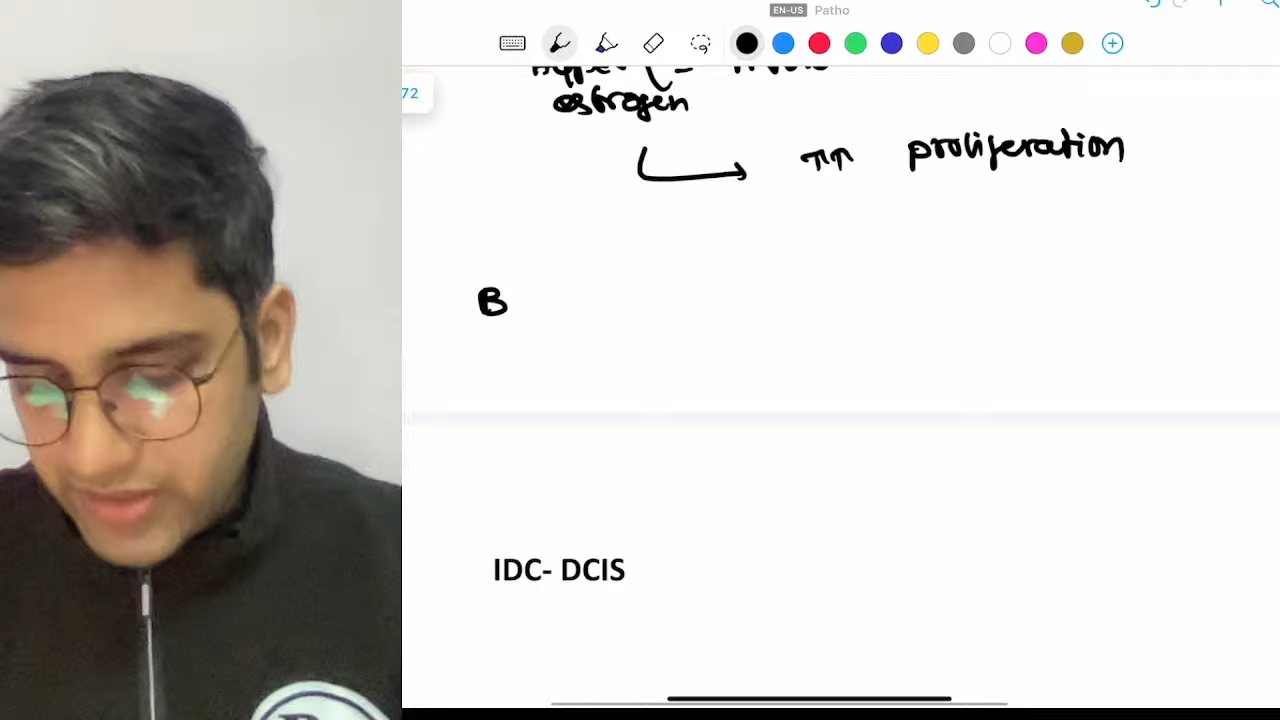 EN-US Patho
72
estrogen
↑↑ proliferation
B
IDC- DCIS